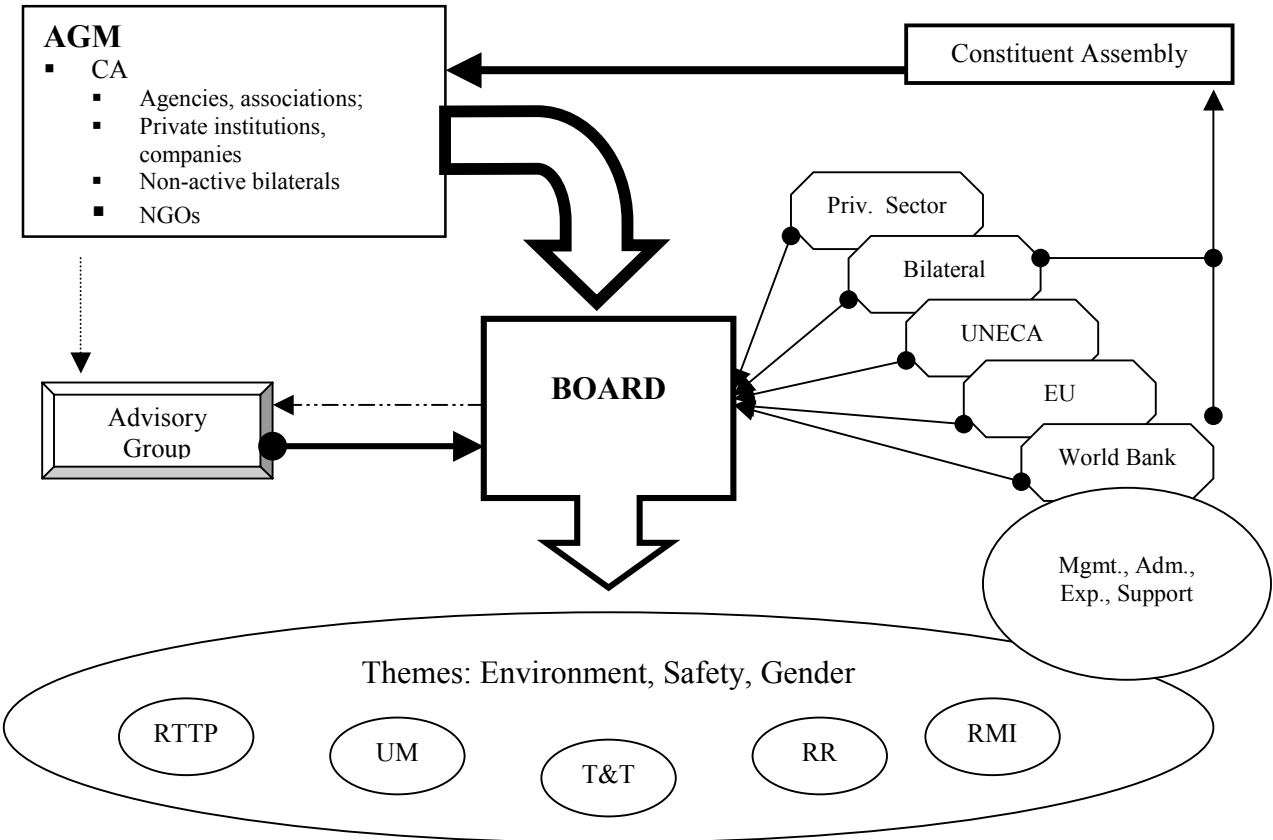 AGM
▪ CA
▪ Agencies, associations;
▪ Private institutions,
companies
▪ Non-active bilaterals
▪ NGOs
Constituent Assembly
Priv. Sector
Bilateral
UNECA
EU
World Bank
BOARD
Advisory
Group
Mgmt., Adm.,
Exp., Support
Themes: Environment, Safety, Gender
RTTP
UM
T&T
RR
RMI